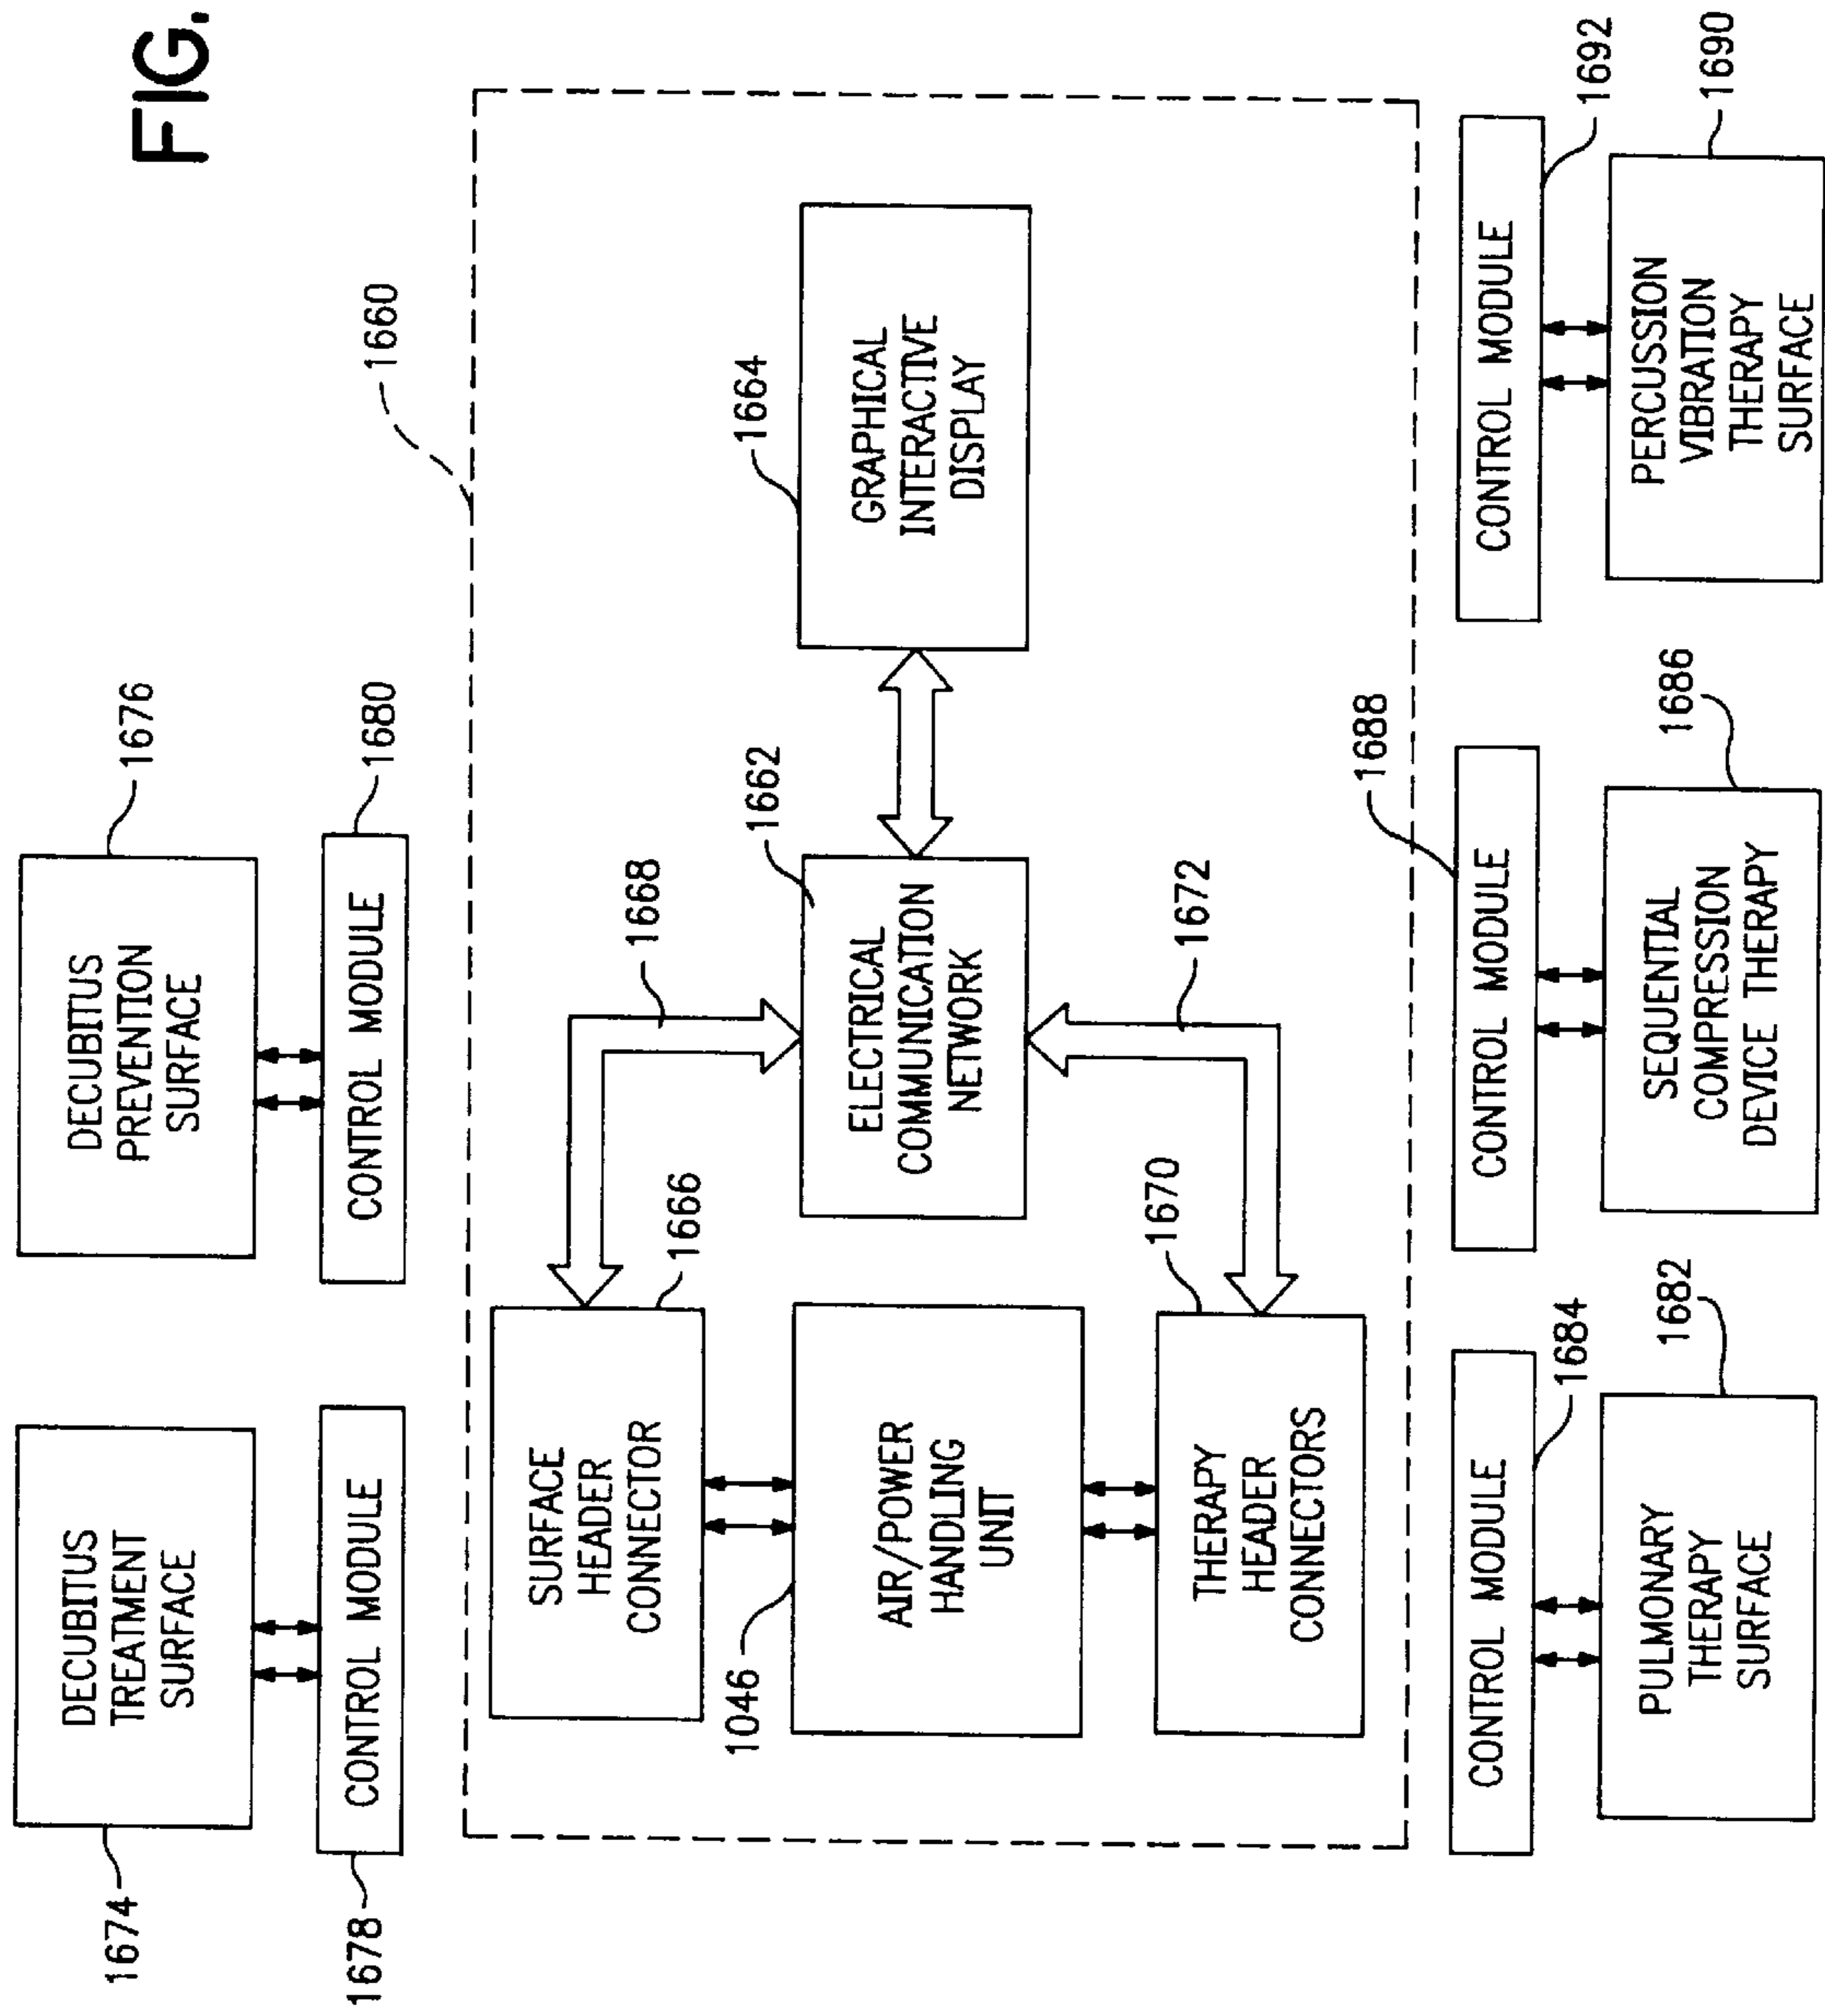 FIG.
1674
DECUBITUS
TREATMENT
SURFACE
1676
DECUBITUS
PREVENTION
SURFACE
1678
CONTROL MODULE
1680
CONTROL MODULE
1660
SURFACE
HEADER
CONNECTOR
1666
1668
1046
AIR/POWER
HANDLING
UNIT
1662
ELECTRICAL
COMMUNICATION
NETWORK
1664
GRAPHICAL
INTERACTIVE
DISPLAY
1670
THERAPY
HEADER
CONNECTORS
1672
CONTROL MODULE
1684
PULMONARY
THERAPY
SURFACE
1682
1688
CONTROL MODULE
SEQUENTIAL
COMPRESSION
DEVICE THERAPY
1686
CONTROL MODULE
1692
PERCUSSION
VIBRATION
THERAPY
SURFACE
1690